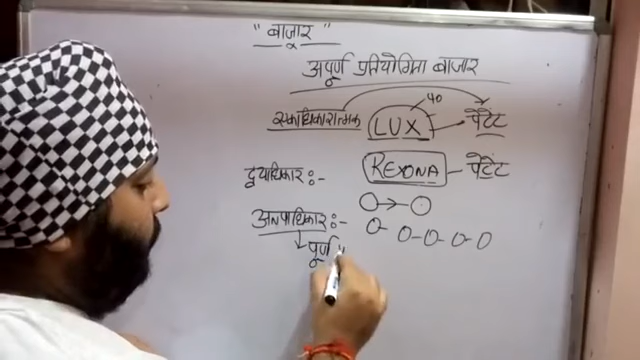 " बाजार "
अपूर्ण प्रतियोगिता बाजार
40
एकाधिकारात्मक LUX पेटेंट
द्वयाधिकार :- REXONA पेटेंट
अल्पाधिकार :-
पूर्ण